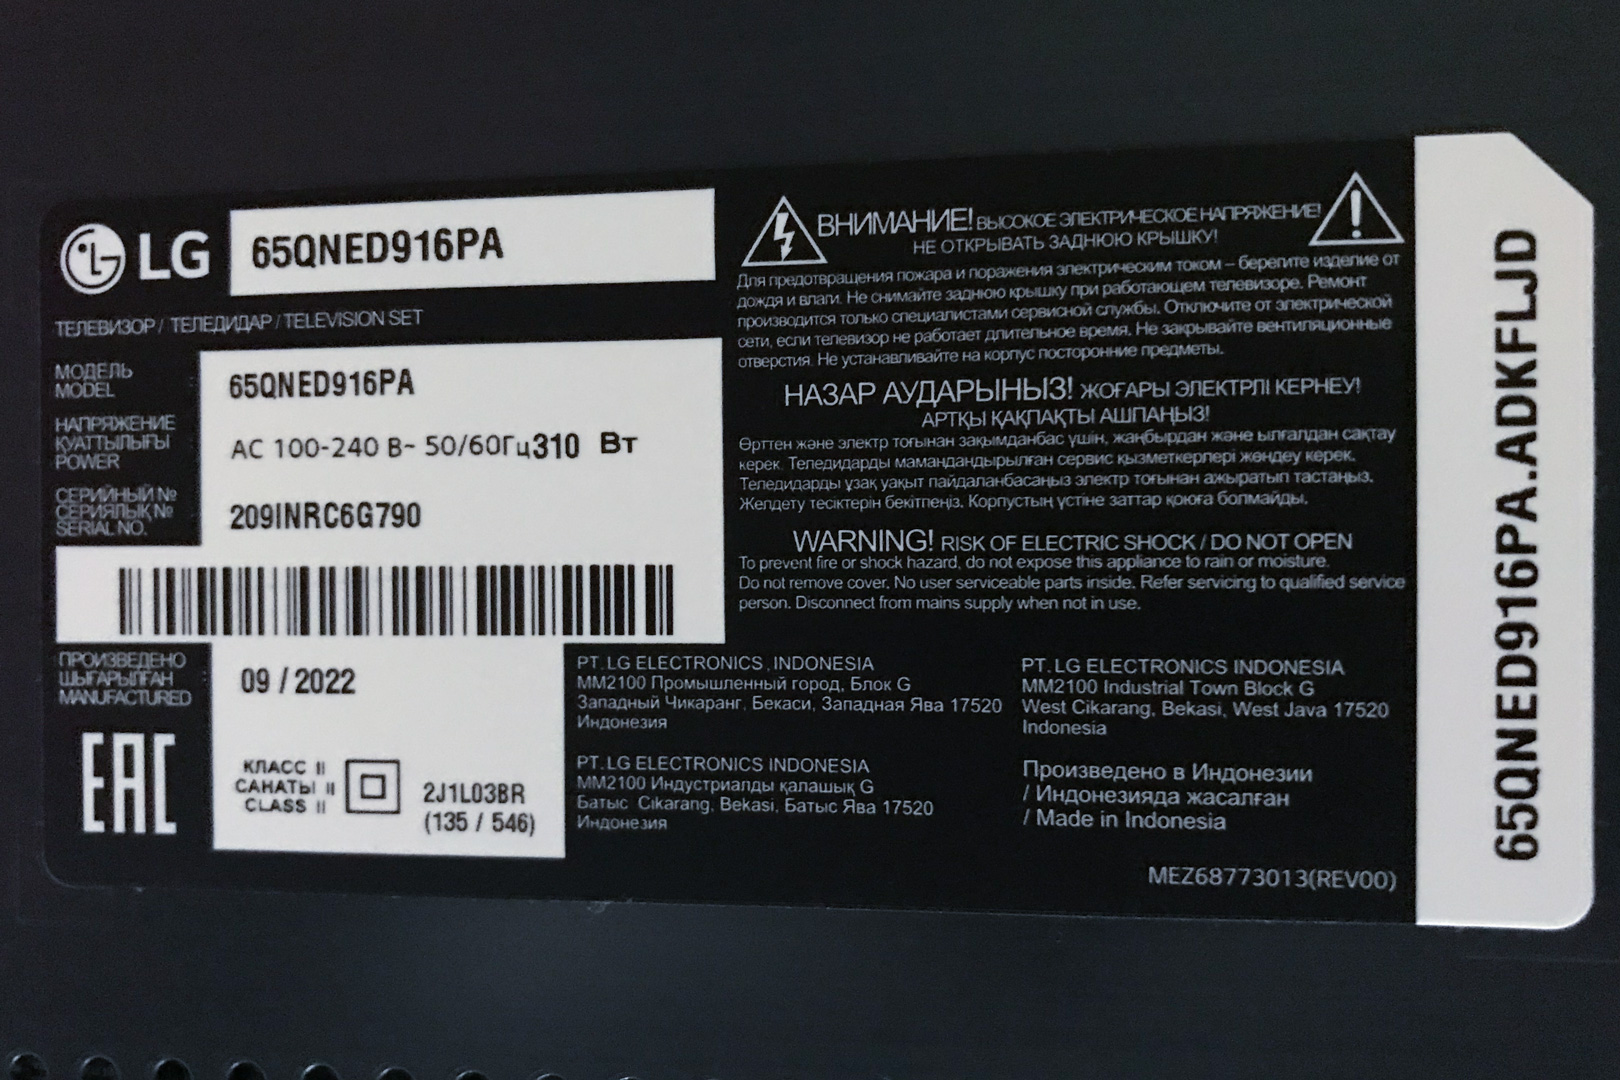 LG 65QNED916PA
ТЕЛЕВИЗОР / ТЕЛЕДИДАР / TELEVISION SET
МОДЕЛЬ
MODEL
65QNED916PA
НАПРЯЖЕНИЕ
ҚУАТТЫЛЫҒЫ
POWER
AC 100-240 В~ 50/60Гц 310 Вт
СЕРИЙНЫЙ №
СЕРИЯЛЫҚ №
SERIAL NO.
209INRC6G790
ПРОИЗВЕДЕНО
ШЫҒАРЫЛҒАН
MANUFACTURED
09 / 2022
EAC
КЛАСС II
САНАТЫ II
CLASS II
2J1L03BR
(135 / 546)
ВНИМАНИЕ! ВЫСОКОЕ ЭЛЕКТРИЧЕСКОЕ НАПРЯЖЕНИЕ!
НЕ ОТКРЫВАТЬ ЗАДНЮЮ КРЫШКУ!
Для предотвращения пожара и поражения электрическим током – берегите изделие от
дождя и влаги. Не снимайте заднюю крышку при работающем телевизоре. Ремонт
производится только специалистами сервисной службы. Отключите от электрической
сети, если телевизор не работает длительное время. Не закрывайте вентиляционные
отверстия. Не устанавливайте на корпус посторонние предметы.
НАЗАР АУДАРЫҢЫЗ! ЖОҒАРЫ ЭЛЕКТРЛІ КЕРНЕУ!
АРТҚЫ ҚАҚПАҚТЫ АШПАҢЫЗ!
Өрттен және электр тоғынан зақымданбас үшін, жаңбырдан және ылғалдан сақтау
керек. Теледидарды мамандандырылған сервис қызметкерлері жөндеу керек.
Теледидарды ұзақ уақыт пайдаланбасаңыз электр тоғынан ажыратып тастаңыз.
Желдету тесіктерін бекітпеңіз. Корпустың үстіне заттар қоюға болмайды.
WARNING! RISK OF ELECTRIC SHOCK / DO NOT OPEN
To prevent fire or shock hazard, do not expose this appliance to rain or moisture.
Do not remove cover. No user serviceable parts inside. Refer servicing to qualified service
person. Disconnect from mains supply when not in use.
PT. LG ELECTRONICS INDONESIA
MM2100 Промышленный город, Блок G
Западный Чикаранг, Бекаси, Западная Ява 17520
Индонезия
PT. LG ELECTRONICS INDONESIA
MM2100 Индустриалды қалашық G
Батыс Cikarang, Bekasi, Батыс Ява 17520
Индонезия
PT. LG ELECTRONICS INDONESIA
MM2100 Industrial Town Block G
West Cikarang, Bekasi, West Java 17520
Indonesia
Произведено в Индонезии
/ Индонезияда жасалған
/ Made in Indonesia
MEZ68773013(REV00)
65QNED916PA.ADKFLJD